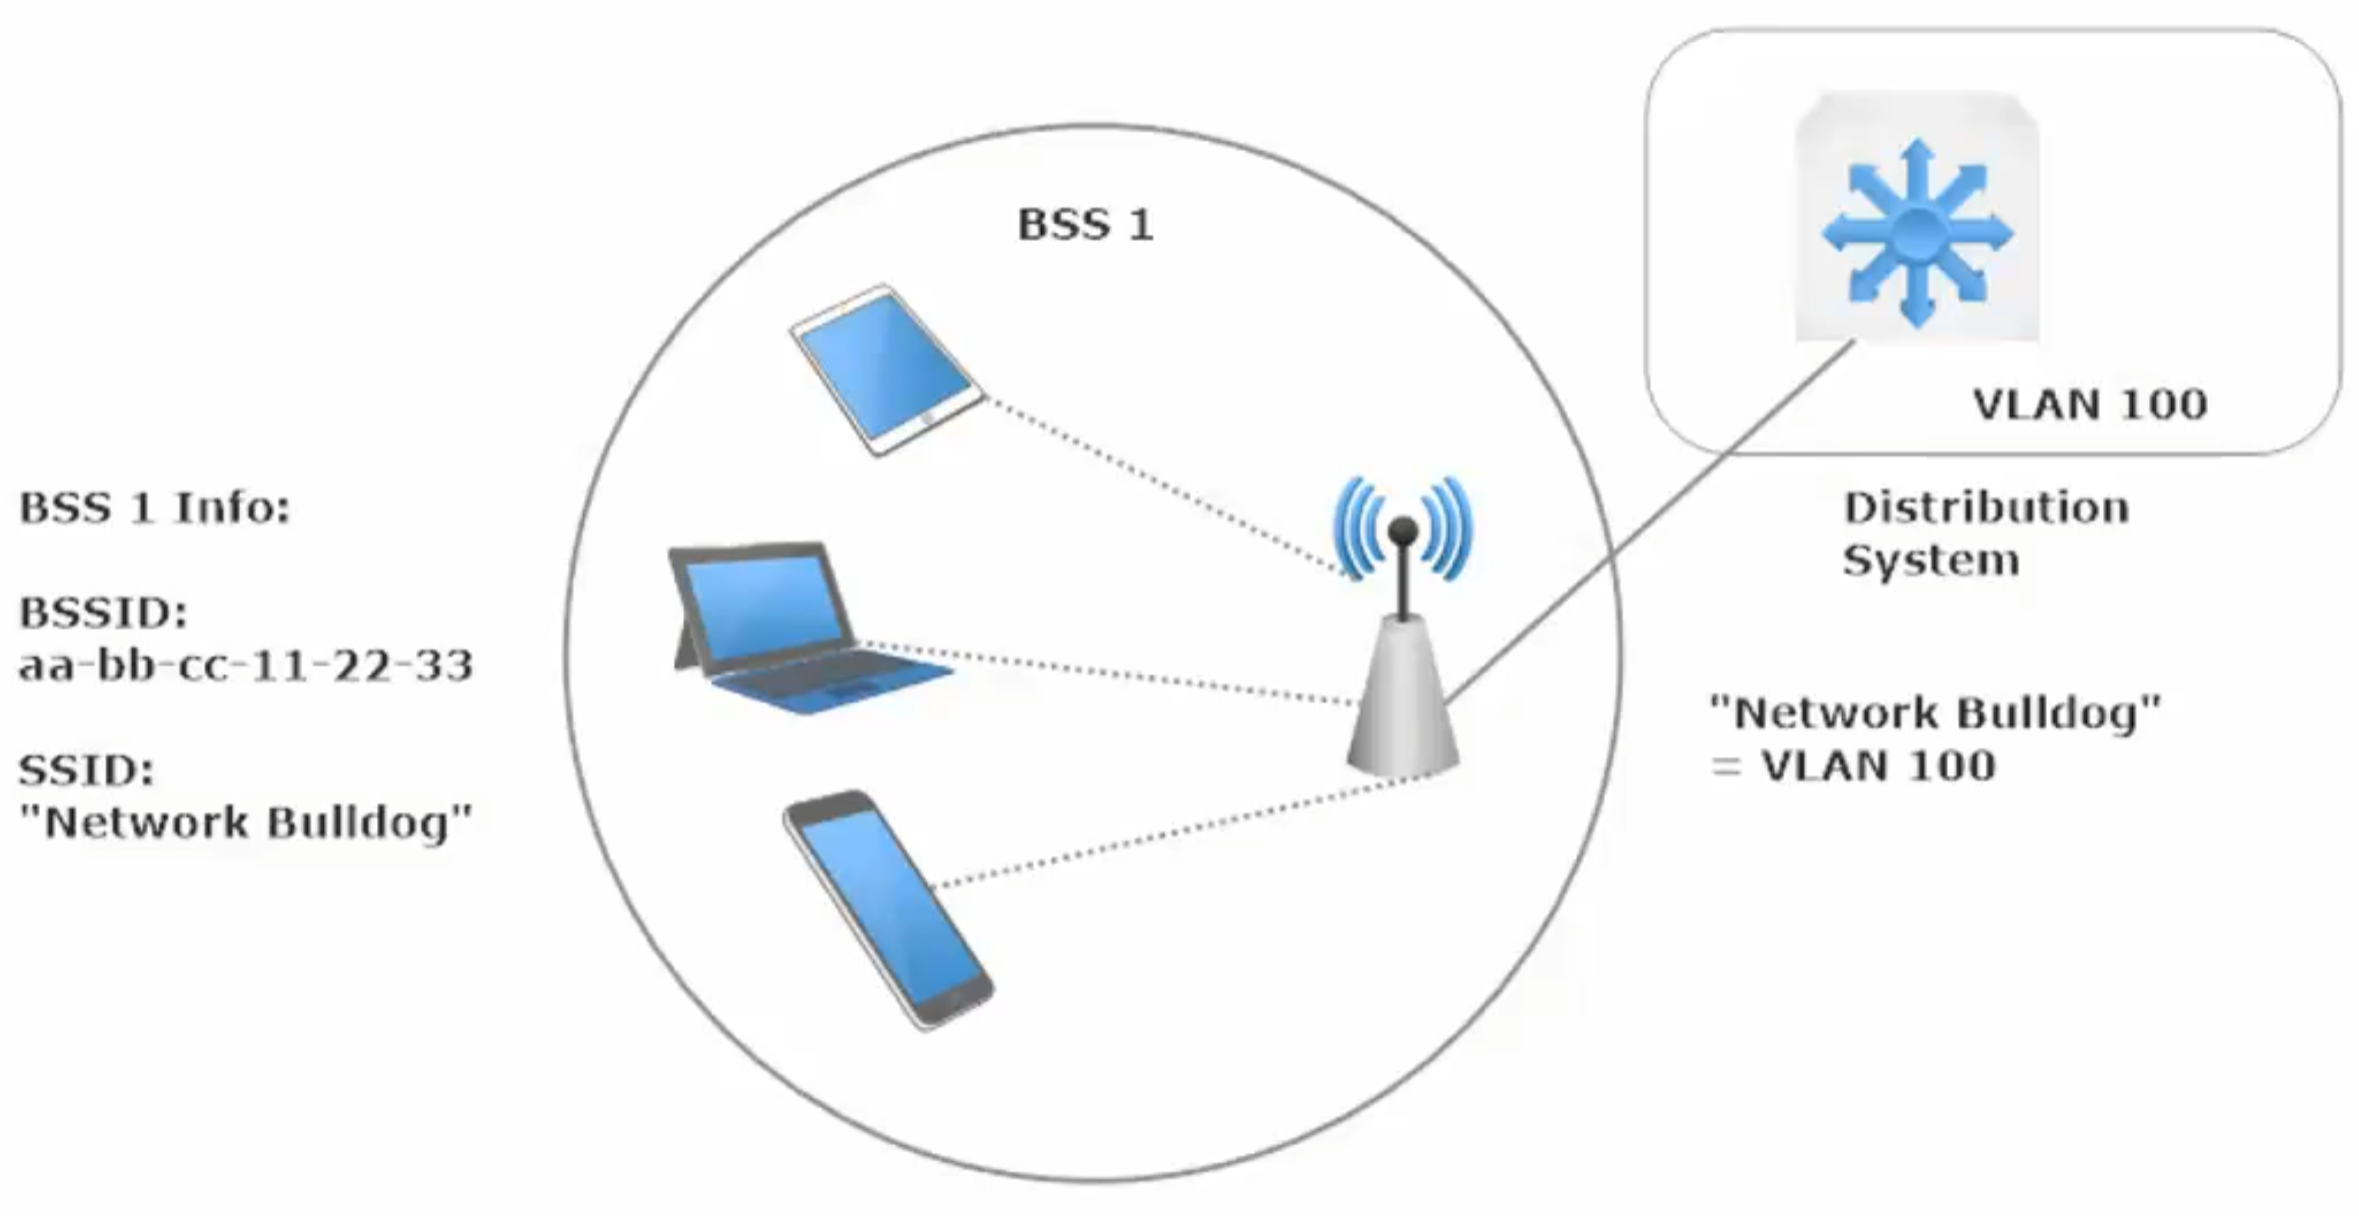 BSS 1
VLAN 100
BSS 1 Info:
BSSID:
aa-bb-cc-11-22-33
SSID:
"Network Bulldog"
Distribution
System
"Network Bulldog"
= VLAN 100